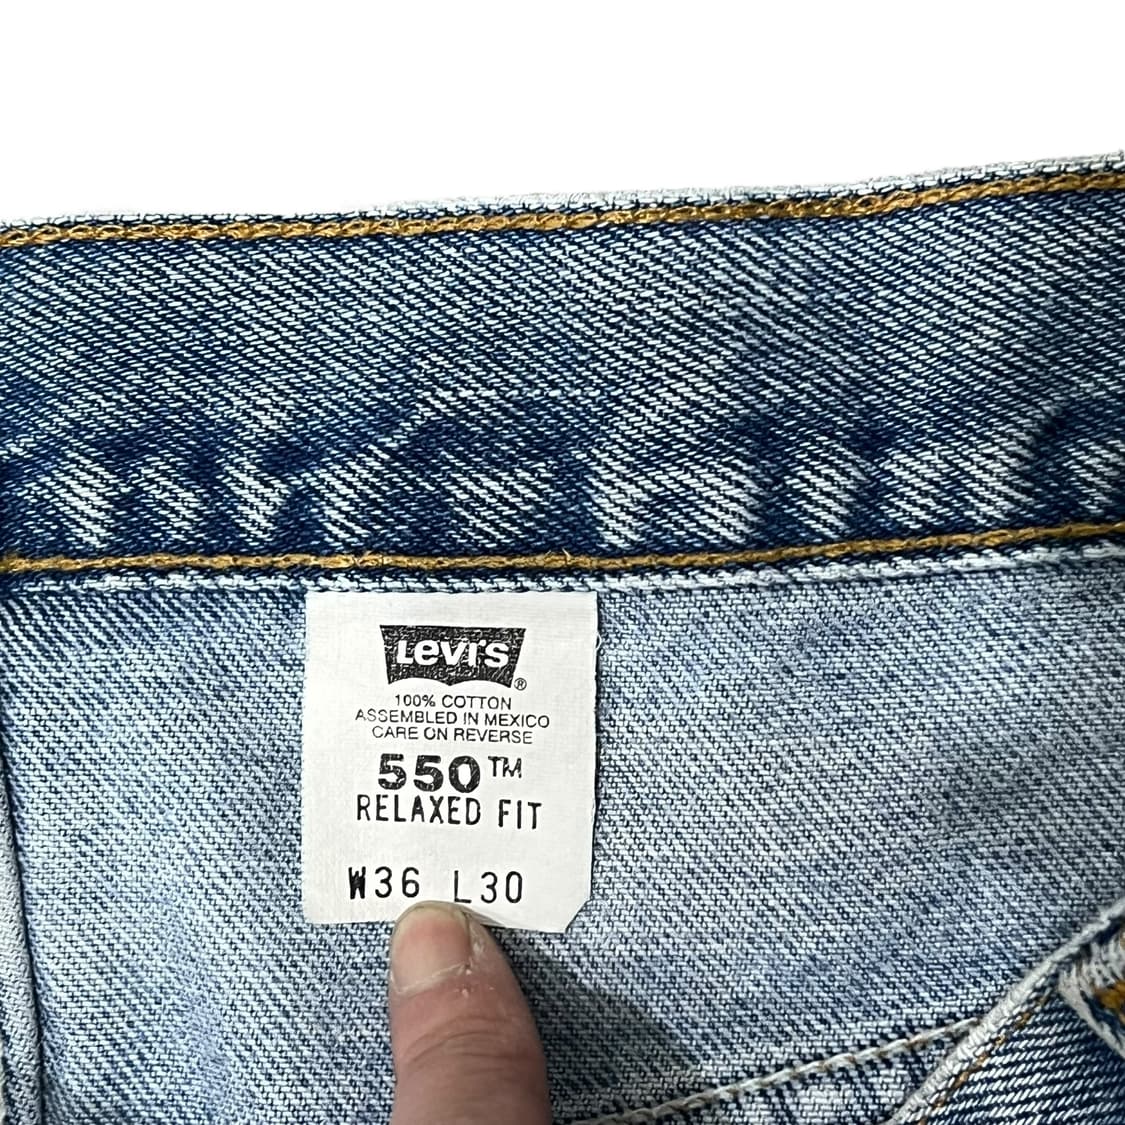 Levi's®
100% COTTON
ASSEMBLED IN MEXICO
CARE ON REVERSE
550™
RELAXED FIT
W36 L30